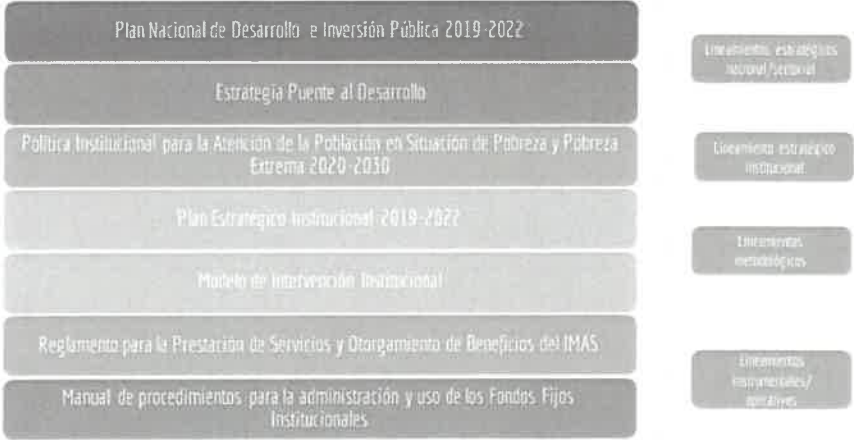 Plan Nacional de Desarrollo e Inversión Pública 2019-2022
Lineamientos estratégicos
nacional/sectorial
Estrategia Puente al Desarrollo
Política Institucional para la Atención de la Población en Situación de Pobreza y Pobreza
Extrema 2020-2030
Lineamiento estratégico
institucional
Plan Estratégico Institucional 2019-2022
Lineamientos
metodológicos
Modelo de Intervención Institucional
Reglamento para la Prestación de Servicios y Otorgamiento de Beneficios del IMAS
Lineamientos
instrumentales/
operativos
Manual de procedimientos para la administración y uso de los Fondos Fijos
Institucionales